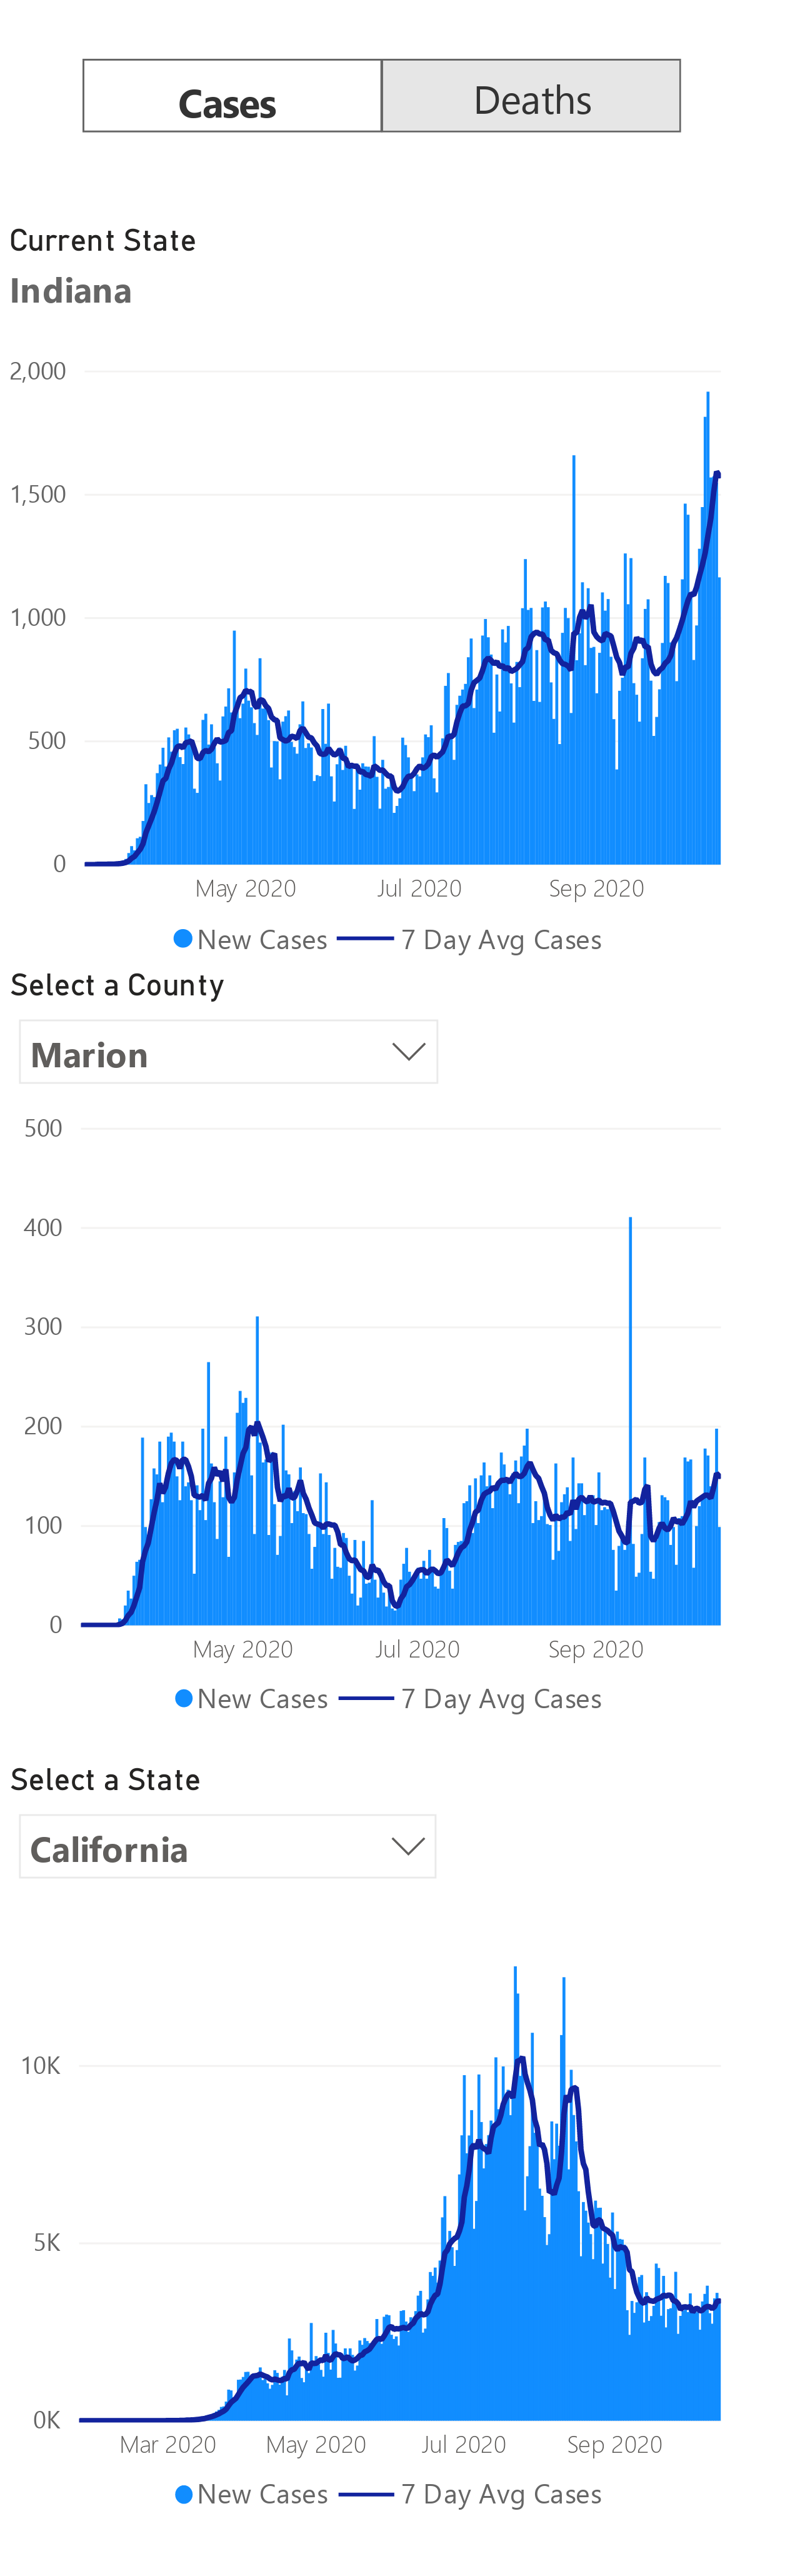 Cases Deaths
Current State
Indiana
2,000
1,500
1,000
500
0
May 2020 Jul 2020 Sep 2020
New Cases 7 Day Avg Cases
Select a County
Marion
500
400
300
200
100
0
May 2020 Jul 2020 Sep 2020
New Cases 7 Day Avg Cases
Select a State
California
10K
5K
0K
Mar 2020 May 2020 Jul 2020 Sep 2020
New Cases 7 Day Avg Cases